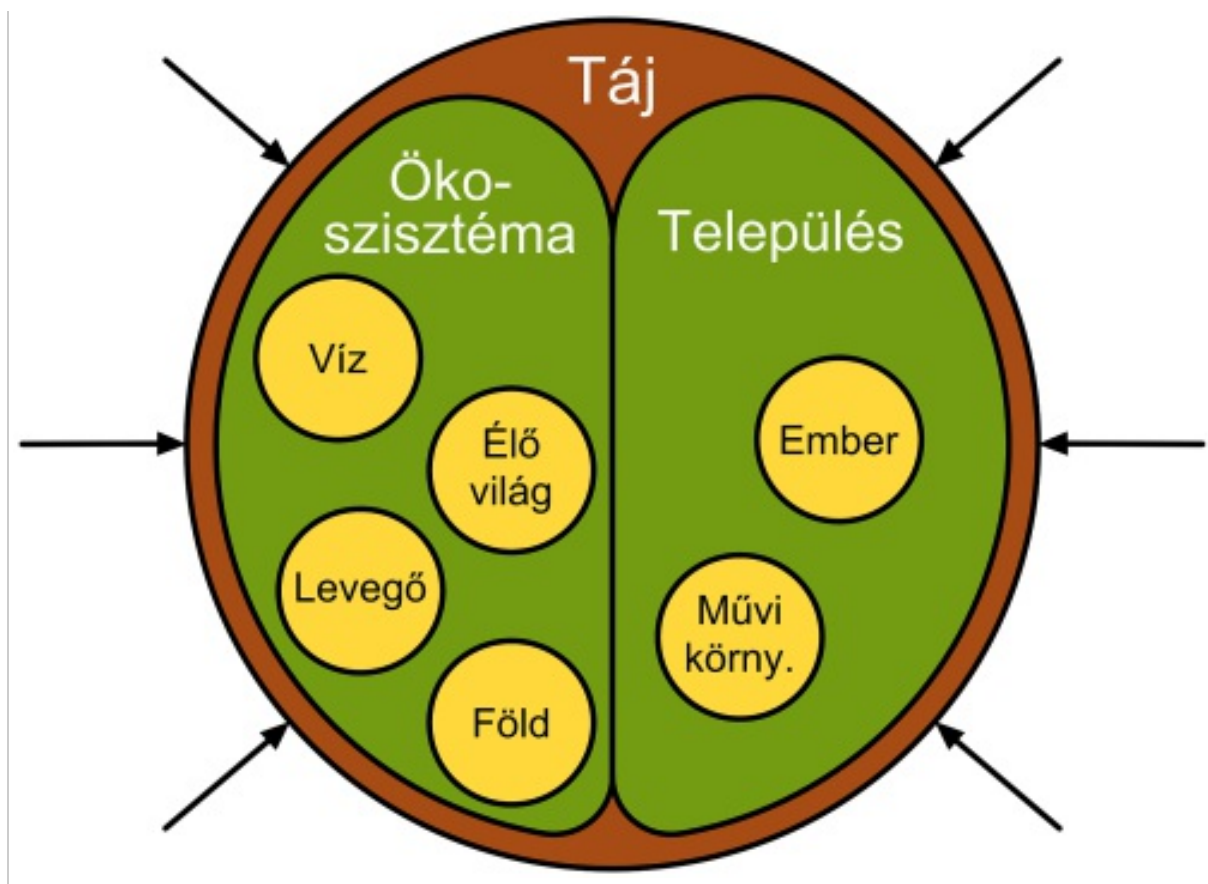 Táj
Öko-
szisztéma
Település
Víz
Élő
világ
Ember
Levegő
Művi
körny.
Föld